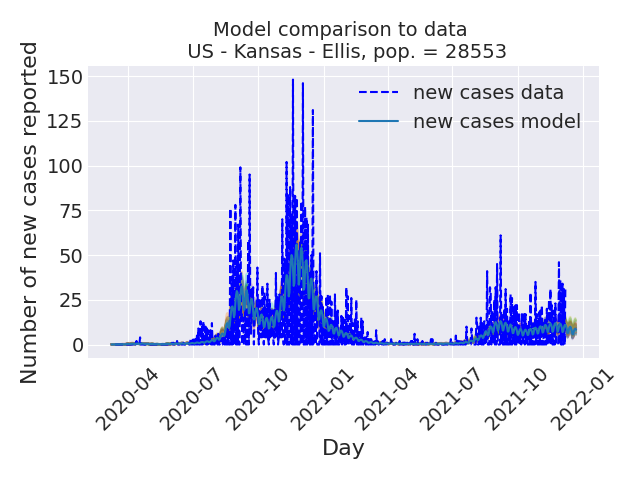 Model comparison to data
US - Kansas - Ellis, pop. = 28553
new cases data
new cases model
Number of new cases reported
150
125
100
75
50
25
0
2020-04
2020-07
2020-10
2021-01
2021-04
2021-07
2021-10
2022-01
Day